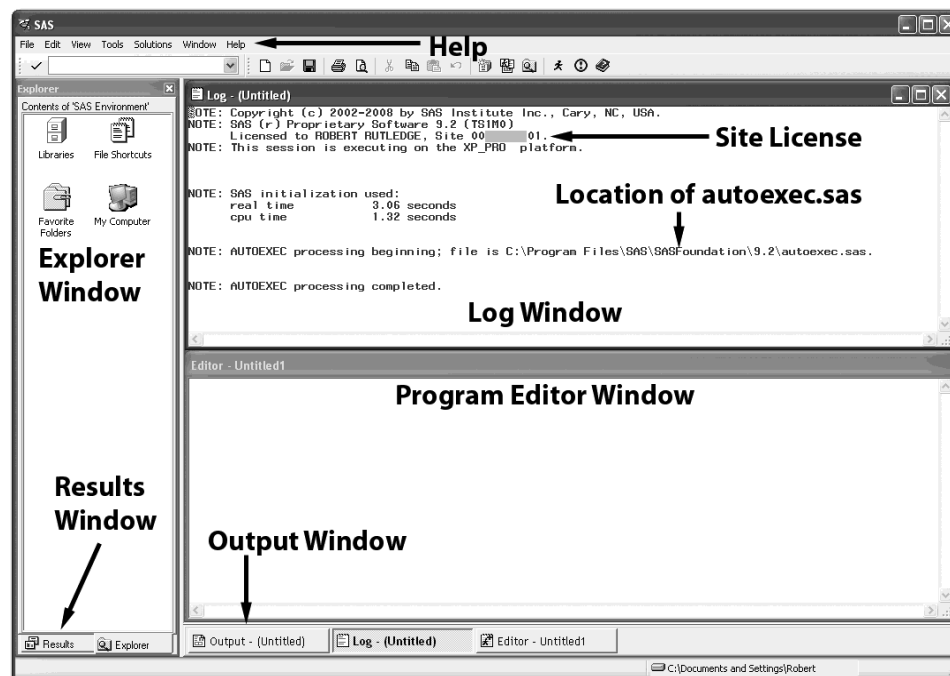 SAS
File Edit View Tools Solutions Window Help
Help
Explorer
Contents of 'SAS Environment'
Libraries
File Shortcuts
Favorite Folders
My Computer
Explorer Window
Results Window
Results
Explorer
Log - (Untitled)
NOTE: Copyright (c) 2002-2008 by SAS Institute Inc., Cary, NC, USA.
NOTE: SAS (r) Proprietary Software 9.2 (TS1M0)
Licensed to ROBERT RUTLEDGE, Site 00 01.
Site License
NOTE: This session is executing on the XP_PRO platform.
NOTE: SAS initialization used:
real time 3.06 seconds
cpu time 1.32 seconds
Location of autoexec.sas
NOTE: AUTOEXEC processing beginning; file is C:\Program Files\SAS\SASFoundation\9.2\autoexec.sas.
NOTE: AUTOEXEC processing completed.
Log Window
Editor - Untitled1
Program Editor Window
Output Window
Output - (Untitled)
Log - (Untitled)
Editor - Untitled1
C:\Documents and Settings\Robert